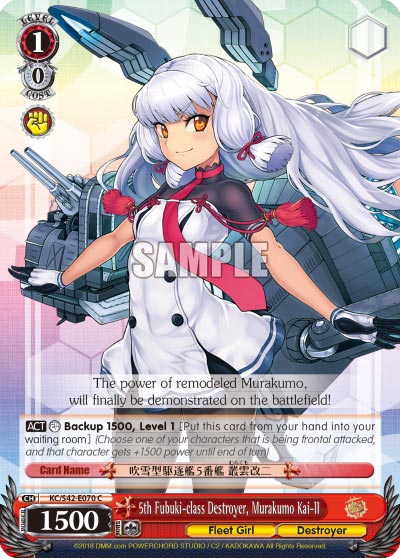 LEVEL
1
0
COST
SAMPLE
The power of remodeled Murakumo,
will finally be demonstrated on the battlefield!
ACT Backup 1500, Level 1 [Put this card from your hand into your
waiting room] (Choose one of your characters that is being frontal attacked,
and that character gets +1500 power until end of turn)
Card Name 吹雪型駆逐艦5番艦 叢雲改二
CH KC/S42-E070 C
5th Fubuki-class Destroyer, Murakumo Kai-II
POWER
1500
Fleet Girl Destroyer
©2018 DMM.com POWERCHORD STUDIO / C2 / KADOKAWA All Rights Reserved.